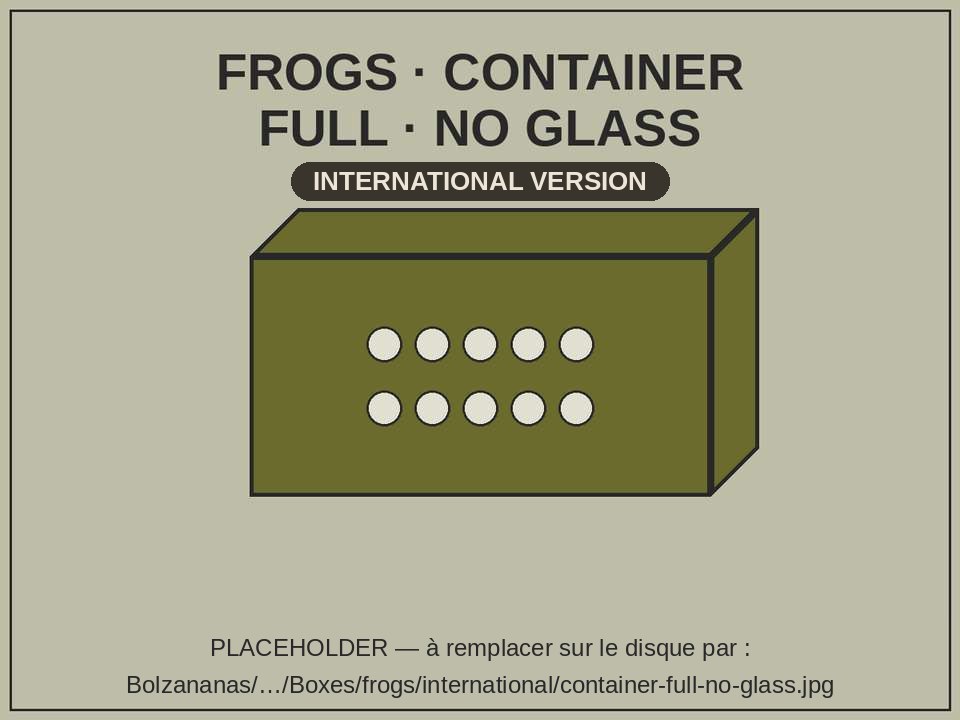 FROGS · CONTAINER
FULL · NO GLASS
INTERNATIONAL VERSION
PLACEHOLDER — à remplacer sur le disque par :
Bolzananas/…/Boxes/frogs/international/container-full-no-glass.jpg